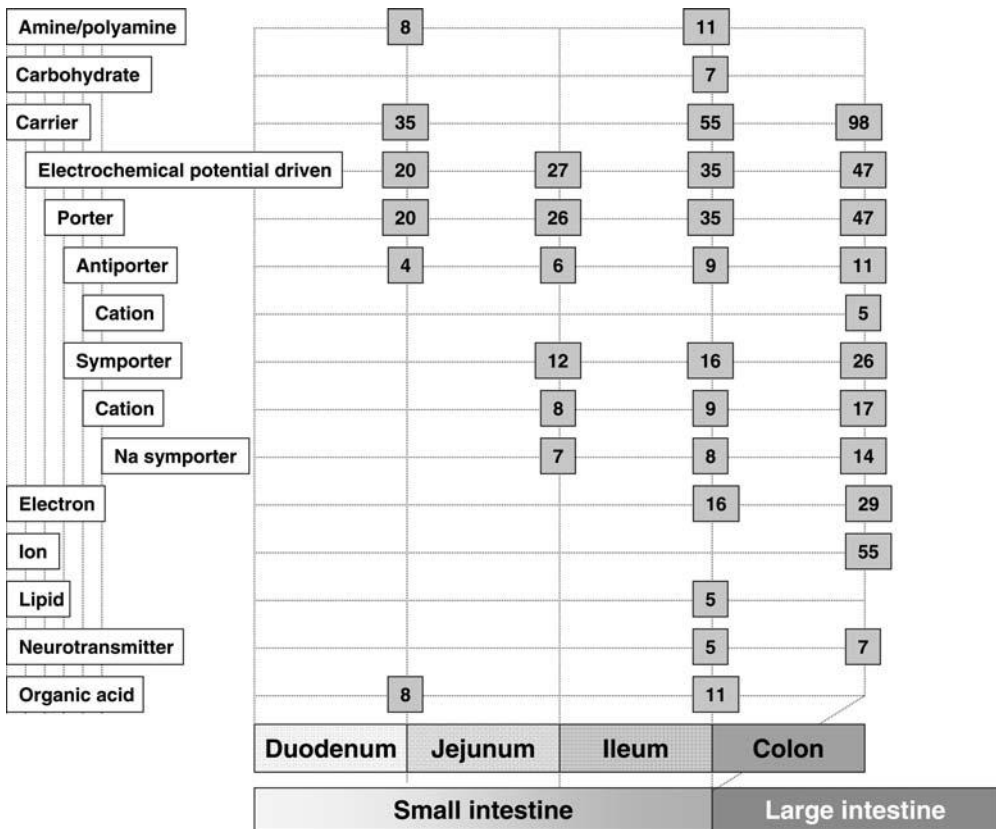 Amine/polyamine 8 11
Carbohydrate 7
Carrier 35 55 98
Electrochemical potential driven 20 27 35 47
Porter 20 26 35 47
Antiporter 4 6 9 11
Cation 5
Symporter 12 16 26
Cation 8 9 17
Na symporter 7 8 14
Electron 16 29
Ion 55
Lipid 5
Neurotransmitter 5 7
Organic acid 8 11
Duodenum Jejunum Ileum Colon
Small intestine Large intestine